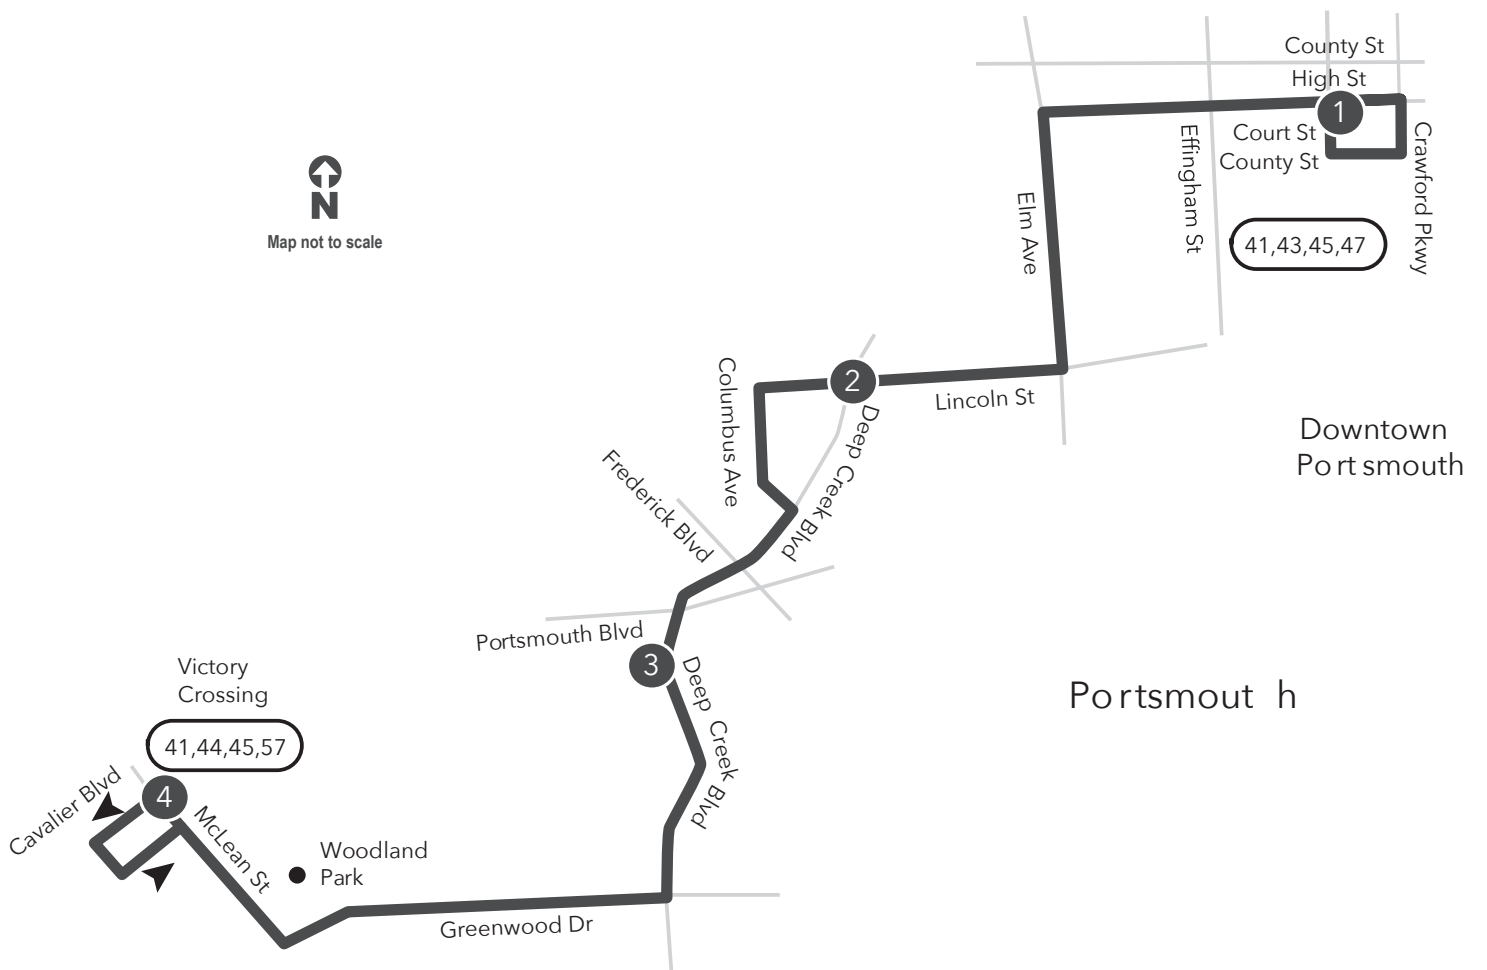 County St
High St
1
Court St
County St
Crawford Pkwy
Effingham St
41,43,45,47
Elm Ave
N
Map not to scale
2
Lincoln St
Columbus Ave
Deep Creek Blvd
Downtown
Portsmouth
Frederick Blvd
Portsmouth Blvd
3
Deep Creek Blvd
Portsmouth
Victory
Crossing
41,44,45,57
4
Cavalier Blvd
McLean St
Woodland
Park
Greenwood Dr